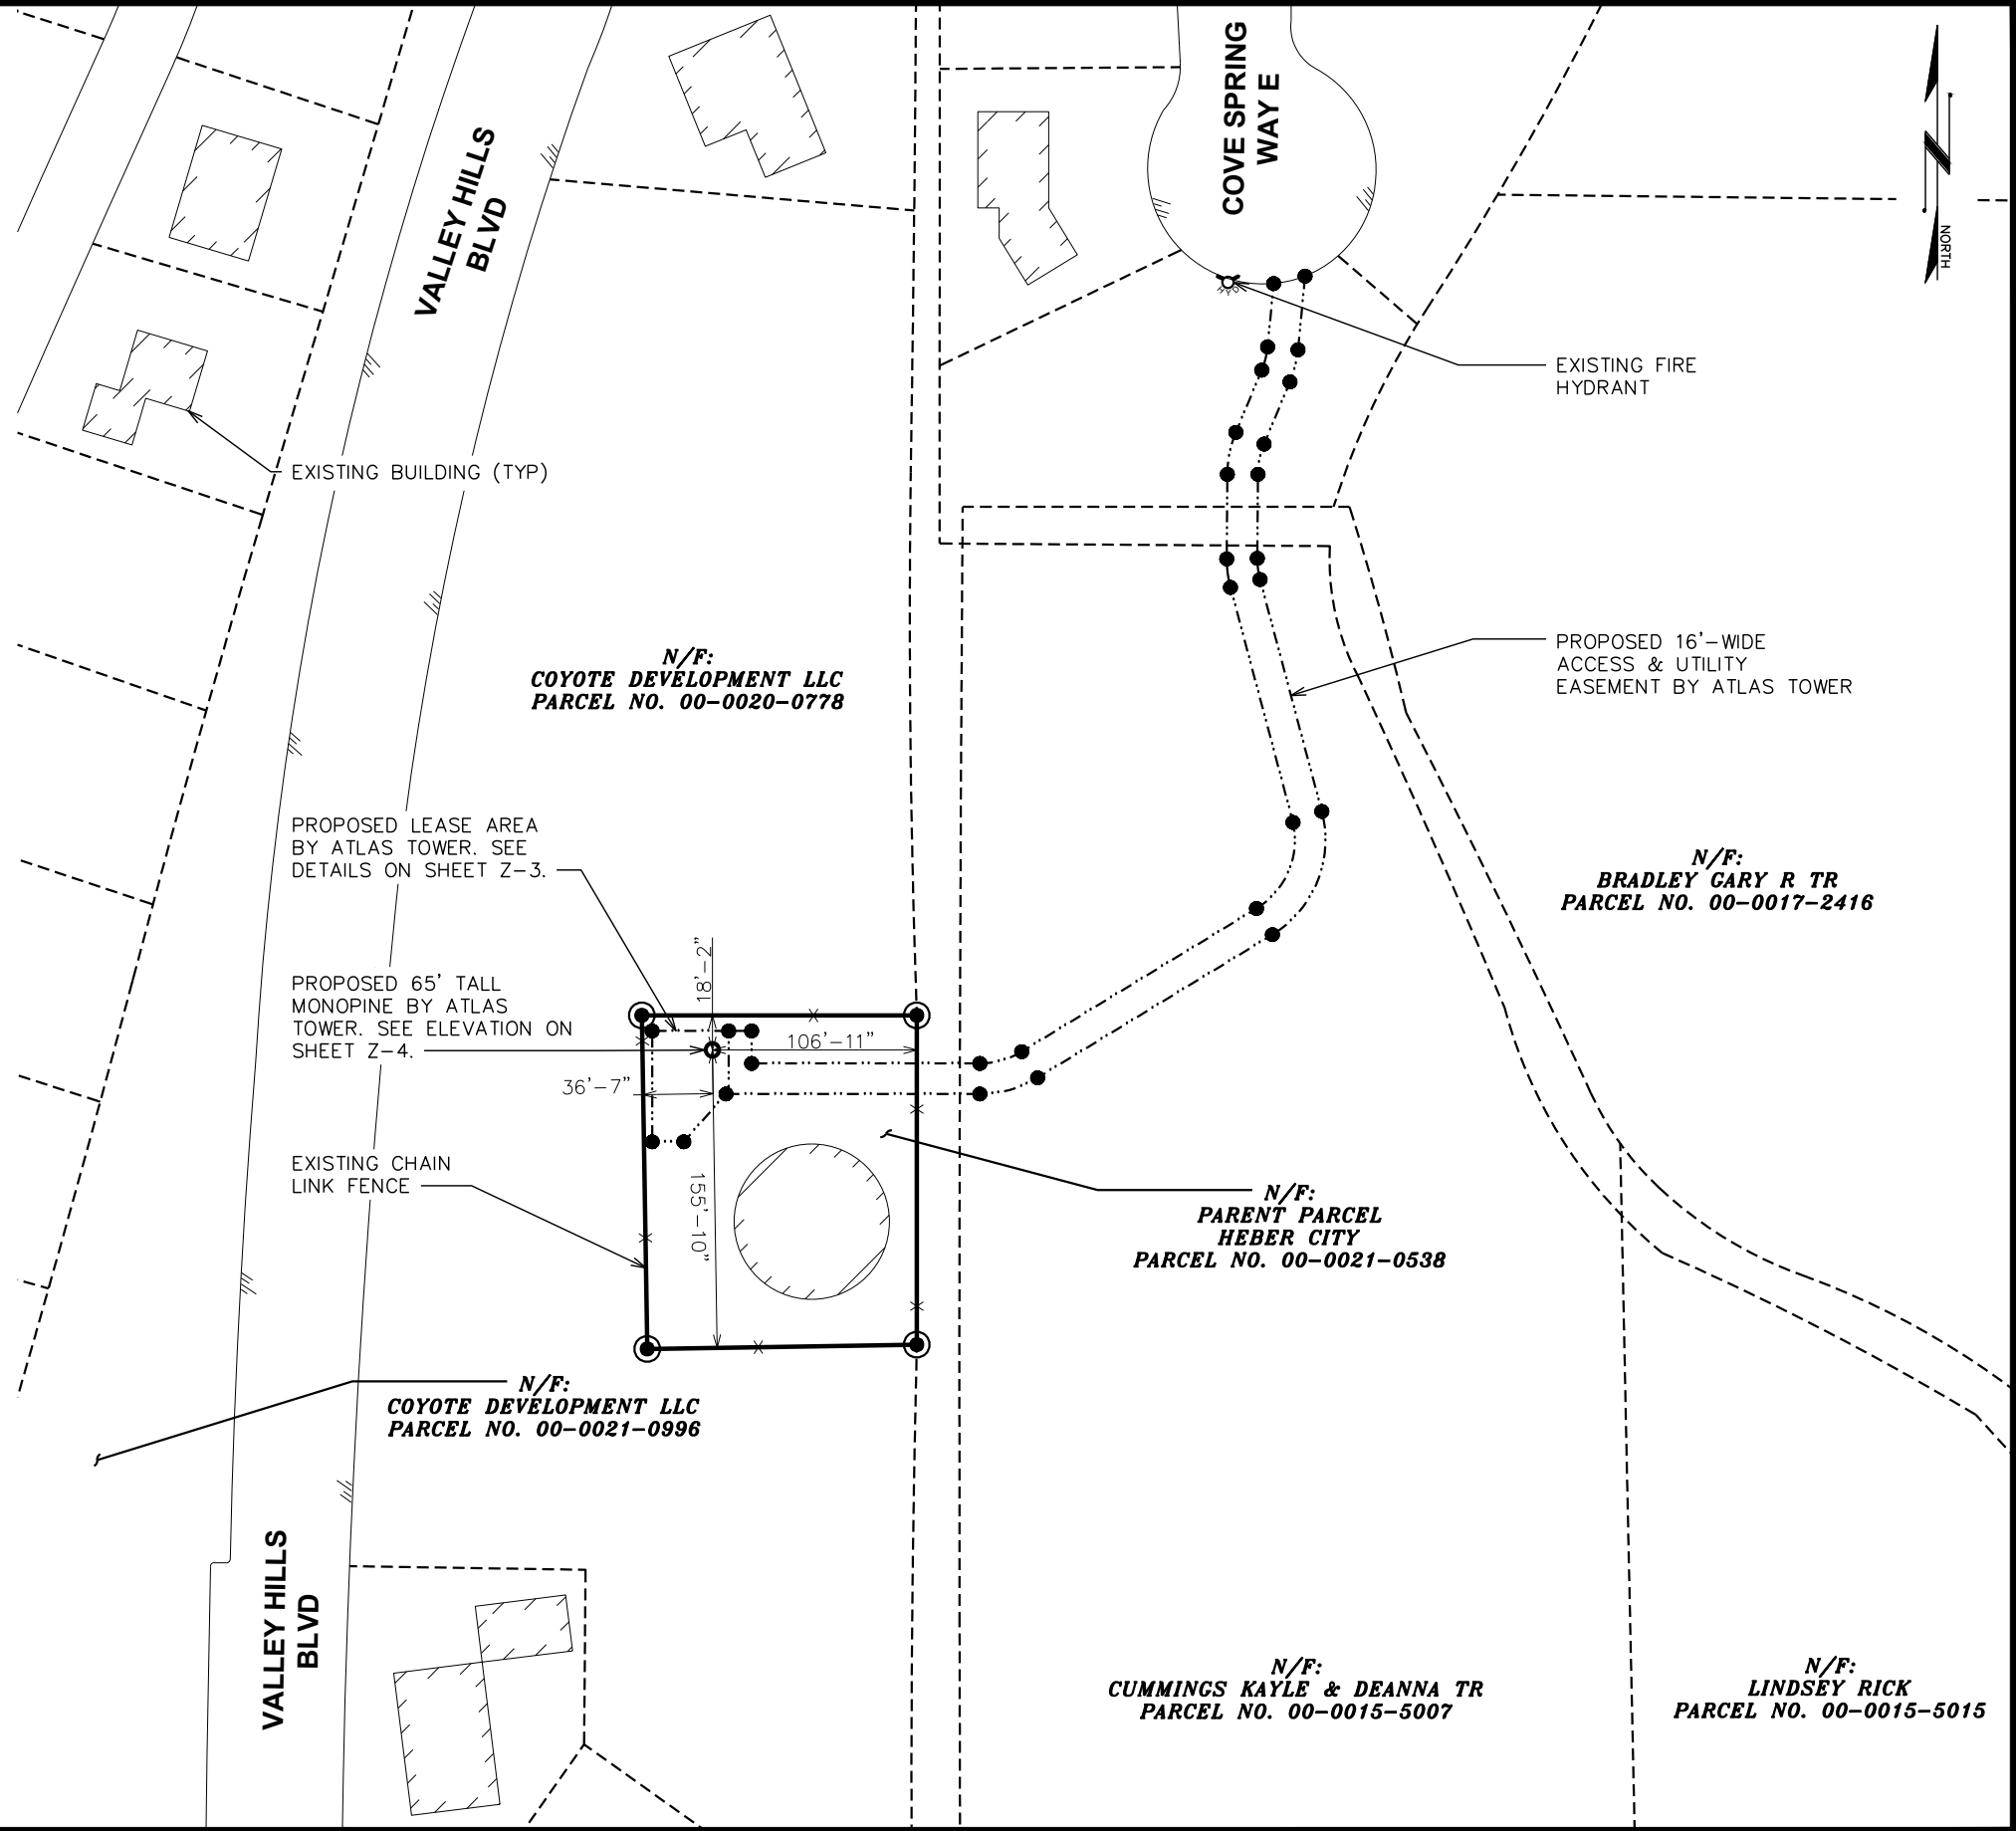 VALLEY HILLS
BLVD
COVE SPRING
WAY E
NORTH
EXISTING FIRE
HYDRANT
EXISTING BUILDING (TYP)
N/F:
COYOTE DEVELOPMENT LLC
PARCEL NO. 00-0020-0778
PROPOSED 16'-WIDE
ACCESS & UTILITY
EASEMENT BY ATLAS TOWER
PROPOSED LEASE AREA
BY ATLAS TOWER. SEE
DETAILS ON SHEET Z-3.
N/F:
BRADLEY GARY R TR
PARCEL NO. 00-0017-2416
PROPOSED 65' TALL
MONOPINE BY ATLAS
TOWER. SEE ELEVATION ON
SHEET Z-4.
18'-2"
106'-11"
36'-7"
155'-10"
EXISTING CHAIN
LINK FENCE
N/F:
PARENT PARCEL
HEBER CITY
PARCEL NO. 00-0021-0538
N/F:
COYOTE DEVELOPMENT LLC
PARCEL NO. 00-0021-0996
VALLEY HILLS
BLVD
N/F:
CUMMINGS KAYLE & DEANNA TR
PARCEL NO. 00-0015-5007
N/F:
LINDSEY RICK
PARCEL NO. 00-0015-5015